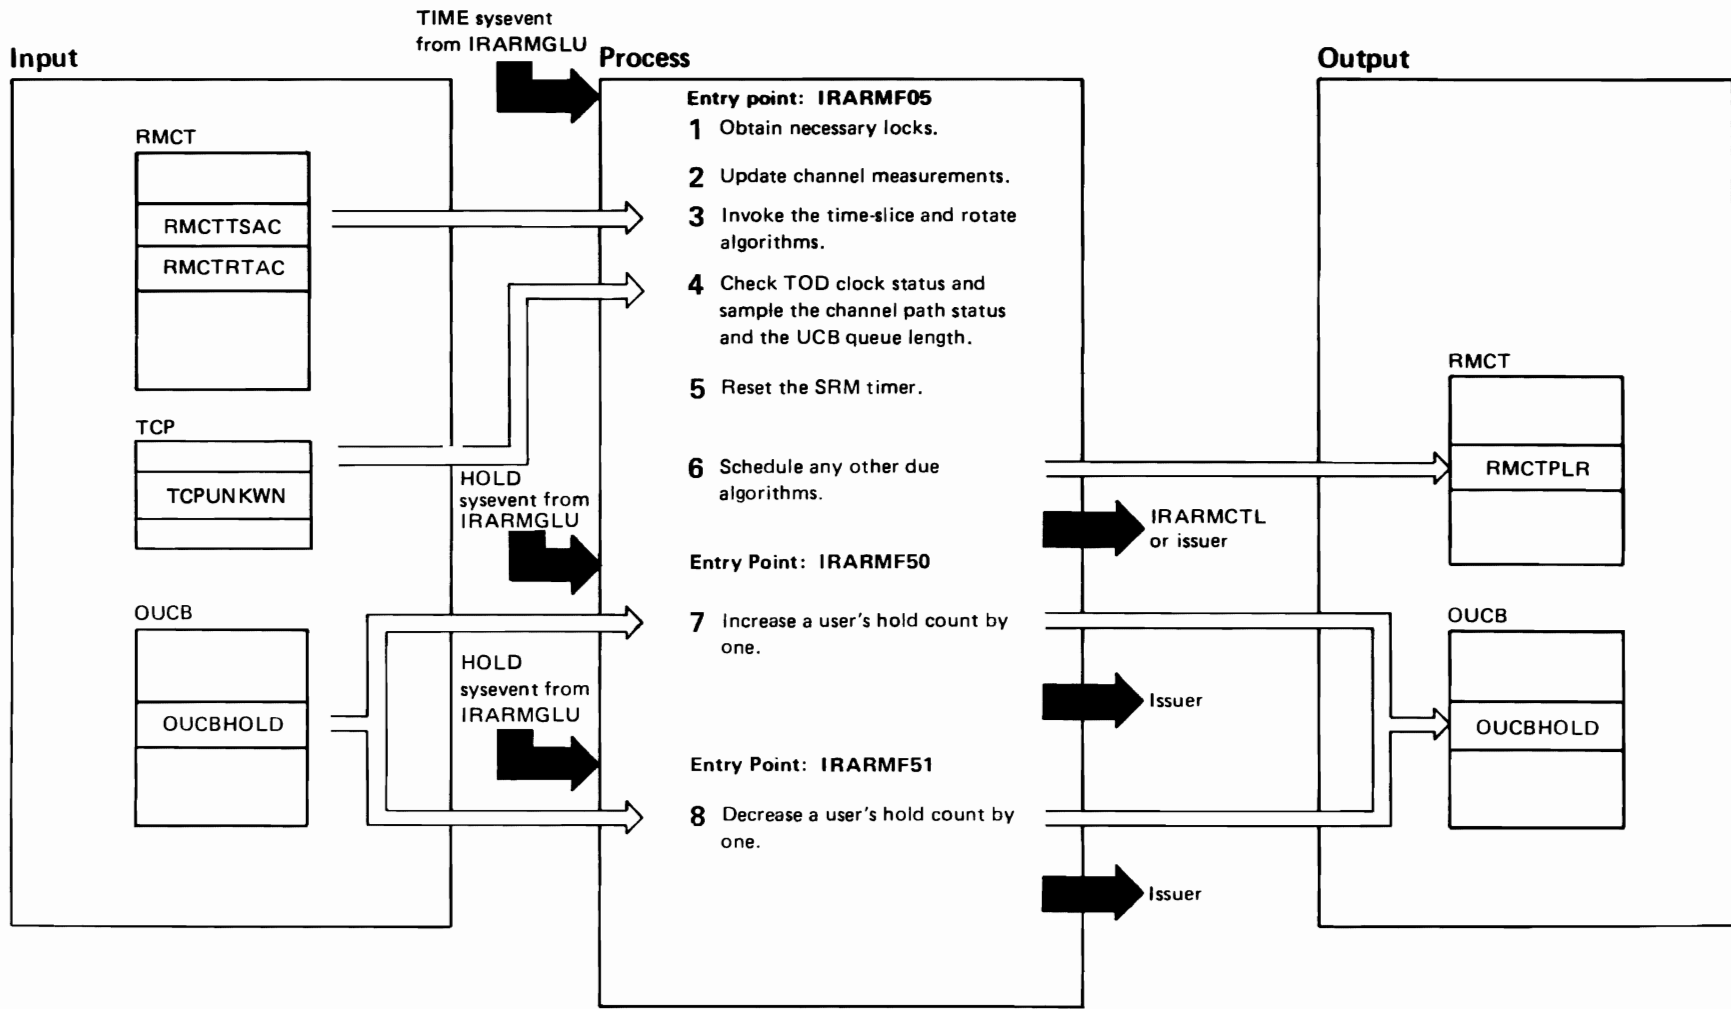 TIME sysevent
from IRARMGLU
Input
Process
Output
RMCT
RMCTTSAC
RMCTRTAC
TCP
TCPUNKWN
OUCB
OUCBHOLD
Entry point: IRARMF05
1 Obtain necessary locks.
2 Update channel measurements.
3 Invoke the time-slice and rotate
algorithms.
4 Check TOD clock status and
sample the channel path status
and the UCB queue length.
5 Reset the SRM timer.
6 Schedule any other due
algorithms.
HOLD
sysevent from
IRARMGLU
Entry Point: IRARMF50
7 Increase a user's hold count by
one.
HOLD
sysevent from
IRARMGLU
Entry Point: IRARMF51
8 Decrease a user's hold count by
one.
IRARMCTL
or issuer
Issuer
Issuer
RMCT
RMCTPLR
OUCB
OUCBHOLD